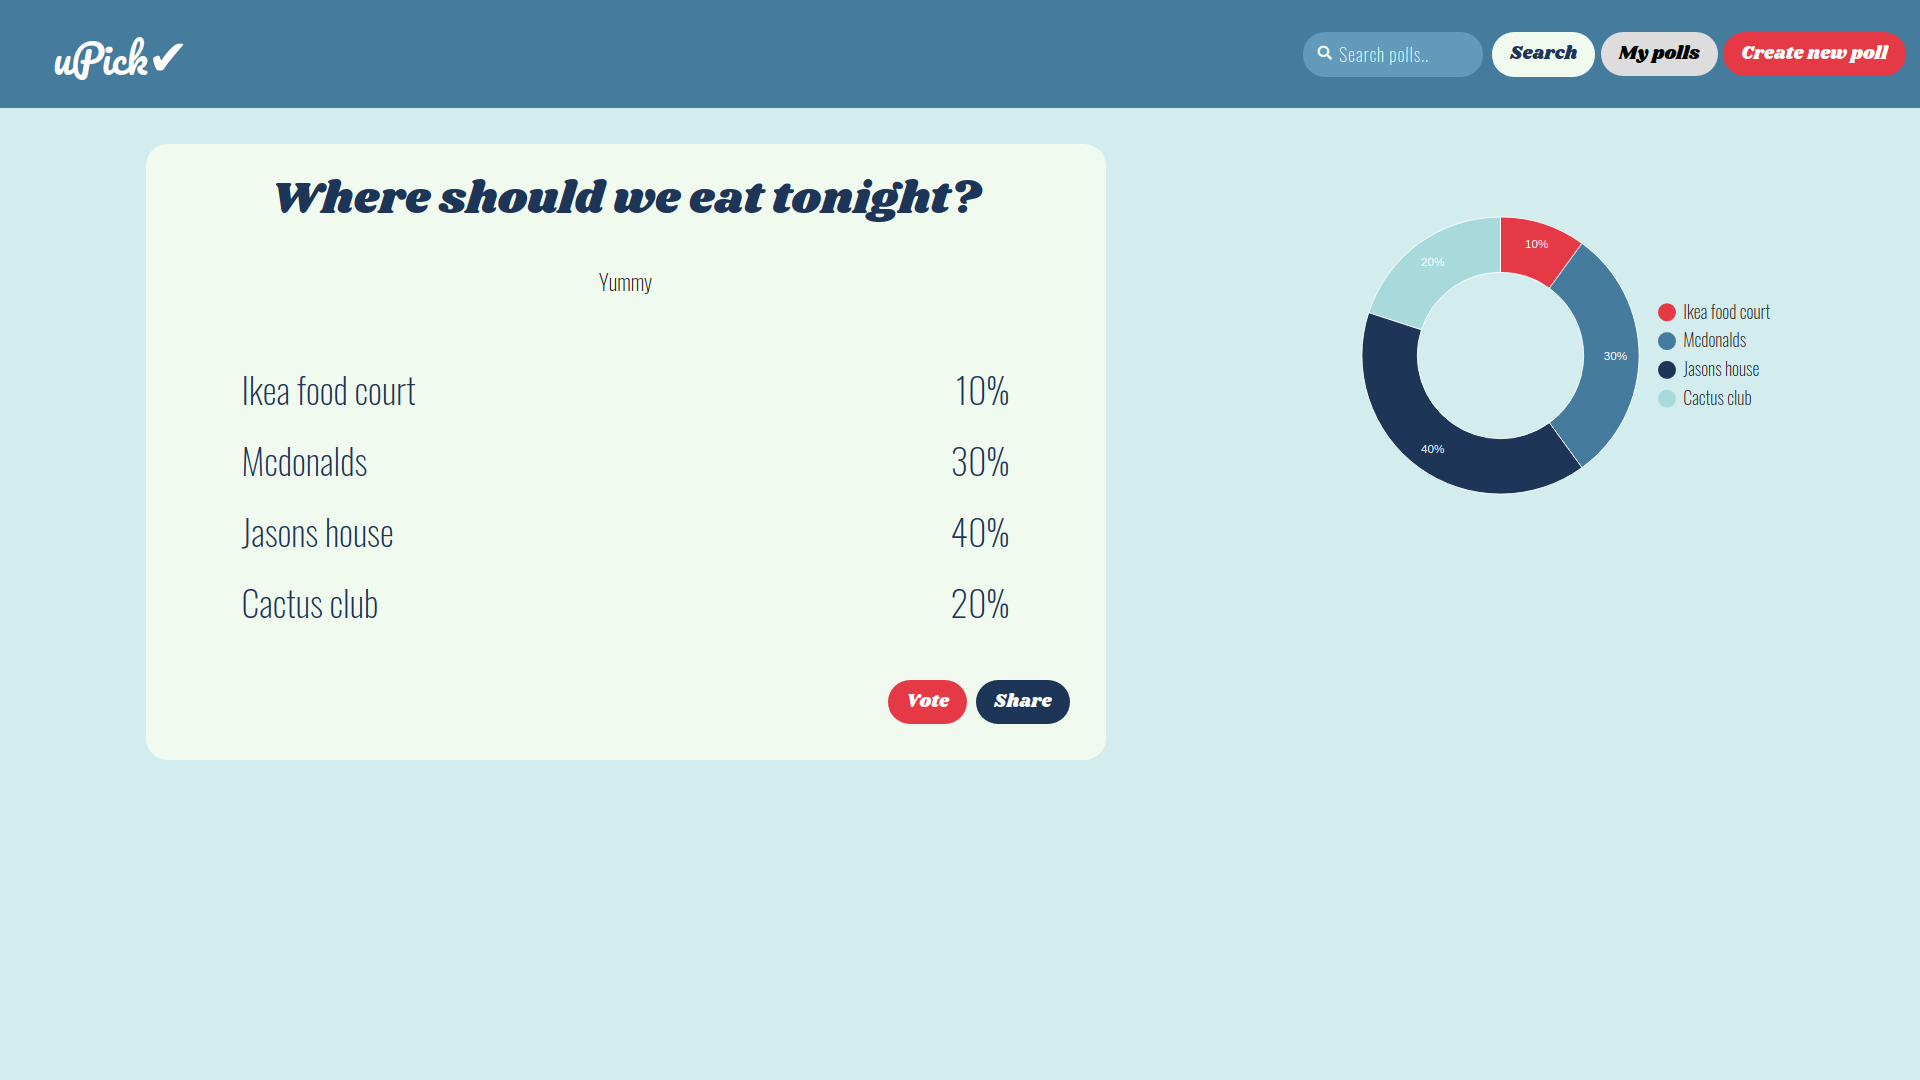 uPick✔
Search polls..
Search
My polls
Create new poll
Where should we eat tonight?
Yummy
Ikea food court 10%
Mcdonalds 30%
Jasons house 40%
Cactus club 20%
Vote
Share
10%
20%
30%
40%
Ikea food court
Mcdonalds
Jasons house
Cactus club